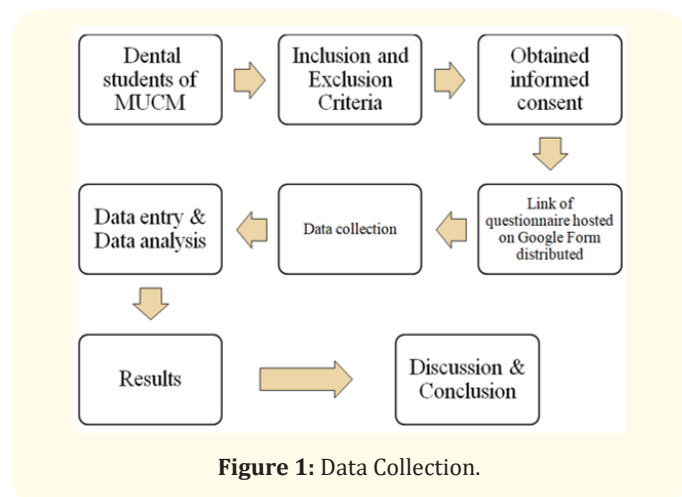 Dental
students of
MUCM
Inclusion and
Exclusion
Criteria
Obtained
informed
consent
Link of
questionnaire hosted
on Google Form
distributed
Data collection
Data entry &
Data analysis
Results
Discussion &
Conclusion
Figure 1: Data Collection.